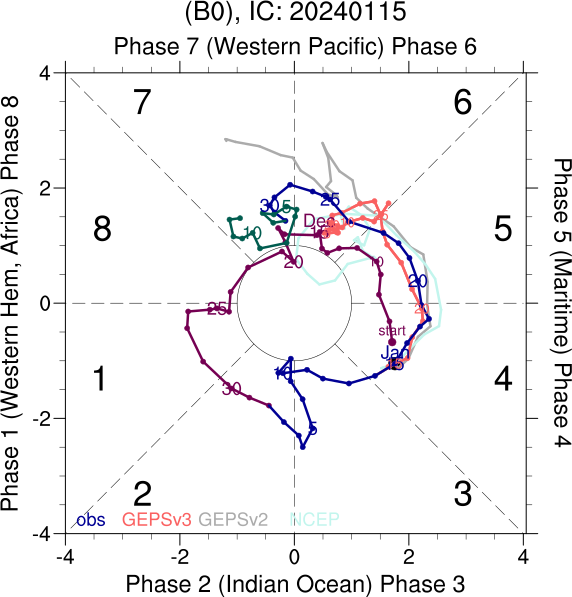 (B0), IC: 20240115
Phase 7 (Western Pacific) Phase 6
Phase 1 (Western Hem, Africa) Phase 8
Phase 5 (Maritime) Phase 4
4
2
0
-2
-4
7
6
8
5
1
4
2
3
30
25
5
10
Dec
15
10
20
20
25
start
Jan
15
10
30
5
obs GEPSv3 GEPSv2 NCEP
-4 -2 0 2 4
Phase 2 (Indian Ocean) Phase 3